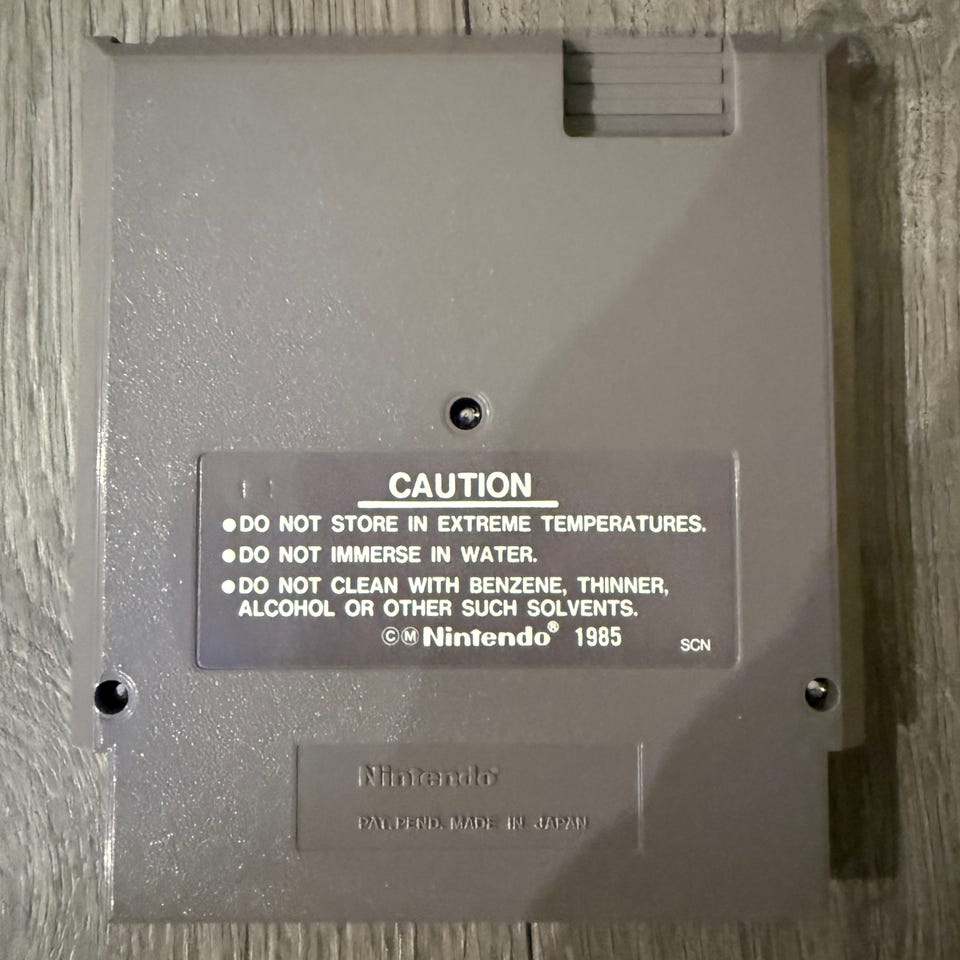 CAUTION
●DO NOT STORE IN EXTREME TEMPERATURES.
●DO NOT IMMERSE IN WATER.
●DO NOT CLEAN WITH BENZENE, THINNER,
ALCOHOL OR OTHER SUCH SOLVENTS.
©Ⓜ Nintendo® 1985
SCN
Nintendo®
PAT. PEND. MADE IN JAPAN